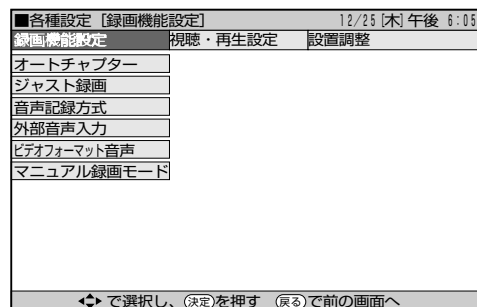 ■各種設定 [録画機能設定] 12/25[木]午後 6:05
録画機能設定 視聴・再生設定 設置調整
オートチャプター
ジャスト録画
音声記録方式
外部音声入力
ビデオフォーマット音声
マニュアル録画モード
で選択し、決定を押す 戻るで前の画面へ